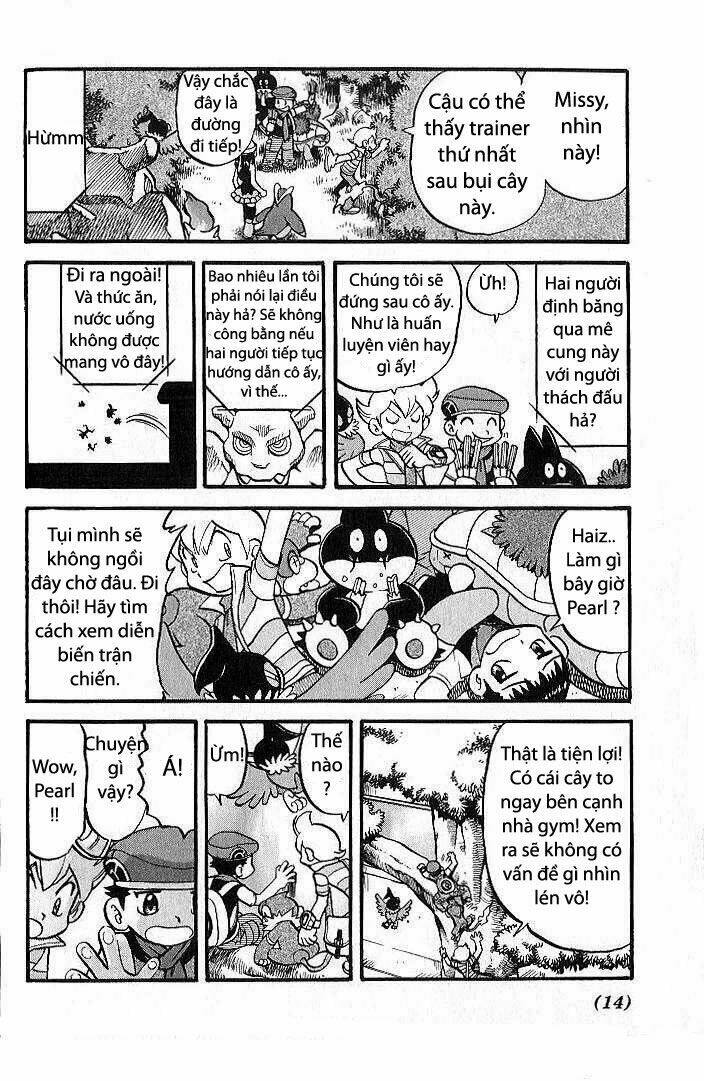 Missy,
nhìn
này!
Cậu có thể
thấy trainer
thứ nhất
sau bụi cây
này.
Vậy chắc
đây là
đường
đi tiếp!
Hừmm
Hai người
định băng
qua mê
cung này
với người
thách đấu
hả?
Ừh!
Chúng tôi sẽ
đứng sau cô ấy.
Như là huấn
luyện viên hay
gì ấy!
Bao nhiêu lần tôi
phải nói lại điều
này hả? Sẽ không
công bằng nếu
hai người tiếp tục
hướng dẫn cô ấy,
vì thế...
Đi ra ngoài!
Và thức ăn,
nước uống
không được
mang vô đây!
Haiz..
Làm gì
bây giờ
Pearl ?
Tụi mình sẽ
không ngồi
đây chờ đâu. Đi
thôi! Hãy tìm
cách xem diễn
biến trận
chiến.
Thật là tiện lợi!
Có cái cây to
ngay bên cạnh
nhà gym! Xem
ra sẽ không có
vấn đề gì nhìn
lén vô!
Thế
nào
?
Ừm!
Á!
Chuyện
gì
vậy?
Wow,
Pearl
!!
(14)